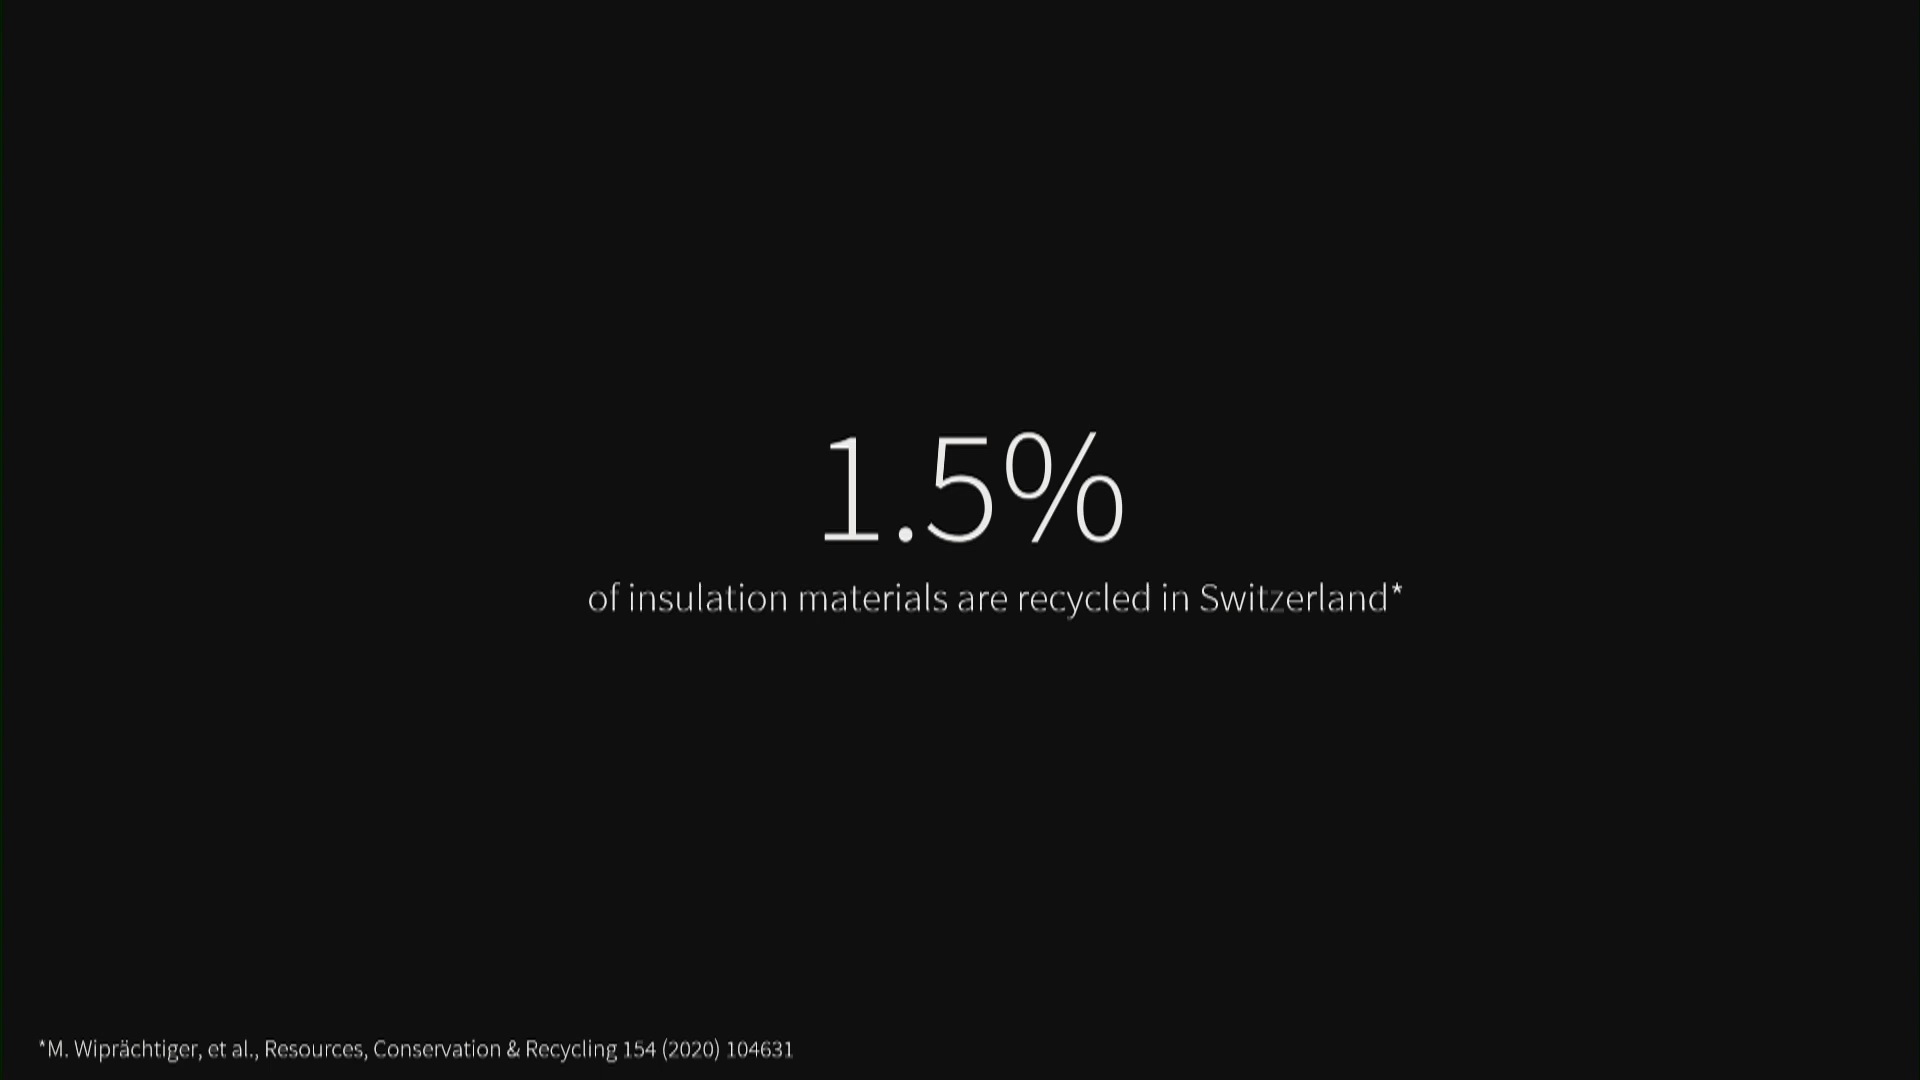 1.5%
of insulation materials are recycled in Switzerland*
*M. Wiprächtiger, et al., Resources, Conservation & Recycling 154 (2020) 104631